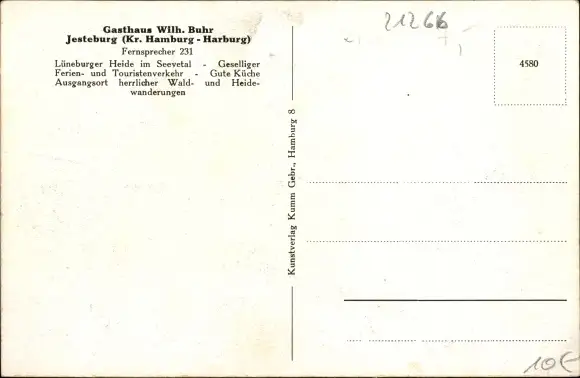 Gasthaus Wilh. Buhr
Jesteburg (Kr. Hamburg - Harburg)
Fernsprecher 231
Lüneburger Heide im Seevetal - Geselliger
Ferien- und Touristenverkehr - Gute Küche
Ausgangsort herrlicher Wald- und Heide-
wanderungen
Kunstverlag Kumm Gebr., Hamburg 8
21266
4580
10€